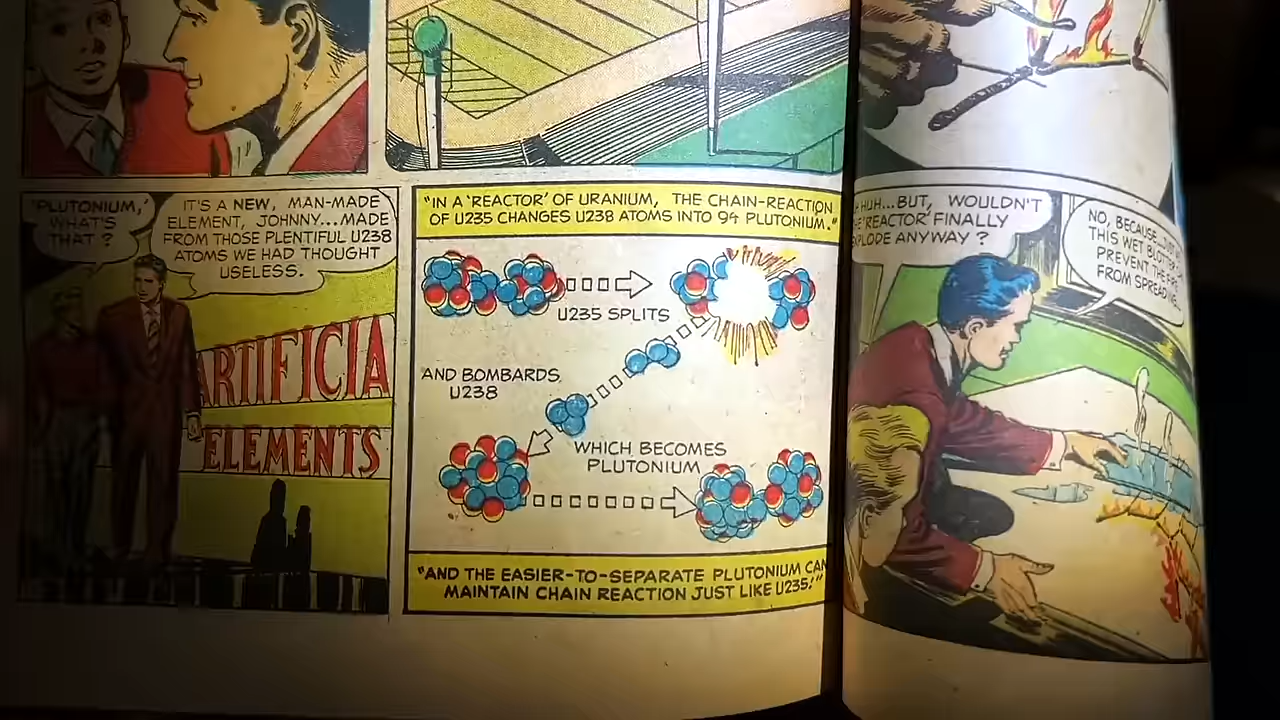 'PLUTONIUM,'
WHAT'S
THAT ?
IT'S A NEW, MAN-MADE
ELEMENT, JOHNNY...MADE
FROM THOSE PLENTIFUL U238
ATOMS WE HAD THOUGHT
USELESS.
ARTIFICIA
ELEMENTS
"IN A 'REACTOR' OF URANIUM, THE CHAIN-REACTION
OF U235 CHANGES U238 ATOMS INTO 94 PLUTONIUM."
U235 SPLITS
AND BOMBARDS
U238
WHICH BECOMES
PLUTONIUM
"AND THE EASIER-TO-SEPARATE PLUTONIUM CAN
MAINTAIN CHAIN REACTION JUST LIKE U235!"
HUH...BUT, WOULDN'T
'REACTOR' FINALLY
ANYWAY ?
NO, BECAUSE...JUST
THIS WET BLOTTER
PREVENT THE FIRE
FROM